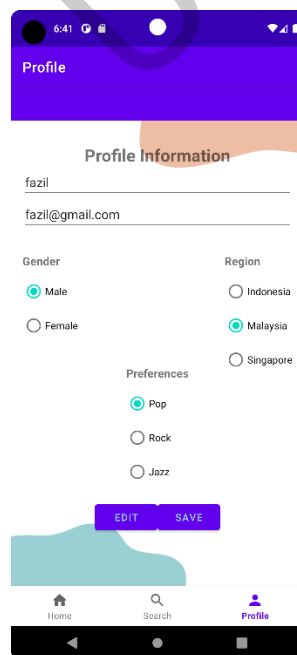 6:41
Profile
Profile Information
fazil
fazil@gmail.com
Gender
Region
Male
Indonesia
Female
Malaysia
Singapore
Preferences
Pop
Rock
Jazz
EDIT SAVE
Home Search Profile